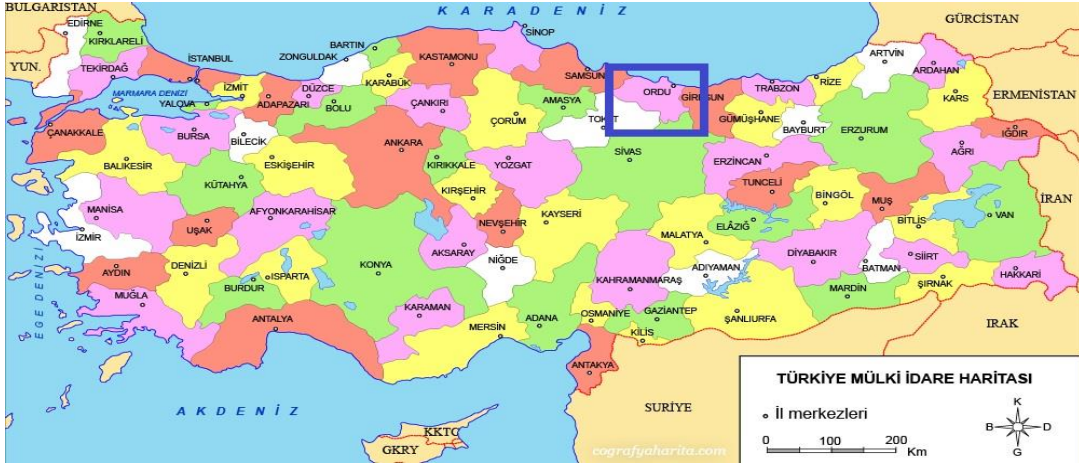 KARADENİZ
BULGARİSTAN
GÜRCİSTAN
EDİRNE
KIRKLARELİ
SİNOP
BARTIN
KASTAMONU
ARTVİN
YUN.
İSTANBUL
ZONGULDAK
TEKİRDAĞ
SAMSUN
ARDAHAN
KARABÜK
RİZE
TRABZON
MARMARA DENİZİ
İZMİT
DÜZCE
ORDU
GİRESUN
KARS
ERMENİSTAN
YALOVA
ADAPAZARI
BOLU
ÇANKIRI
AMASYA
ÇORUM
TOKAT
GÜMÜŞHANE
BAYBURT
ÇANAKKALE
BURSA
BİLECİK
ERZURUM
IĞDIR
ANKARA
SİVAS
AĞRI
BALIKESİR
ESKİŞEHİR
KIRIKKALE
YOZGAT
ERZİNCAN
KÜTAHYA
KIRŞEHİR
TUNCELİ
BİNGÖL
MUŞ
İRAN
MANİSA
AFYONKARAHİSAR
NEVŞEHİR
KAYSERİ
ELÂZIĞ
BİTLİS
VAN
UŞAK
İZMİR
AKSARAY
MALATYA
DİYABAKIR
SİİRT
EGEDENİZİ
NİĞDE
BATMAN
AYDIN
DENİZLİ
ISPARTA
KONYA
ADIYAMAN
HAKKARİ
BURDUR
KAHRAMANMARAŞ
MARDİN
ŞIRNAK
MUĞLA
KARAMAN
ANTALYA
MERSİN
ADANA
OSMANİYE
GAZİANTEP
ŞANLIURFA
KİLİS
IRAK
ANTAKYA
TÜRKİYE MÜLKİ İDARE HARİTASI
AKDENİZ
SURİYE
İl merkezleri
K
B
D
G
0 100 200
Km
KKTC
GKRY
cografyaharita.com